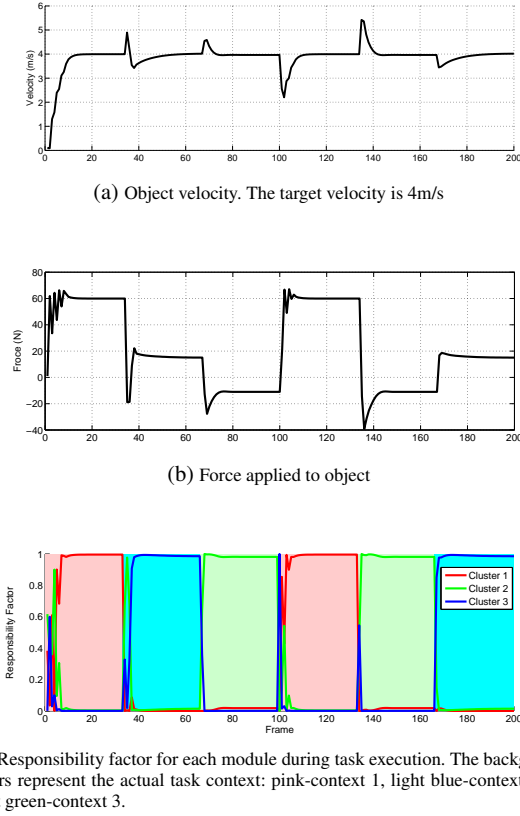 6
5
4
3
2
1
0
Velocity (m/s)
0 20 40 60 80 100 120 140 160 180 200
(a) Object velocity. The target velocity is 4m/s
80
60
40
20
0
−20
−40
Froce (N)
0 20 40 60 80 100 120 140 160 180 200
(b) Force applied to object
1
0.8
0.6
0.4
0.2
0
Responsibility Factor
Cluster 1
Cluster 2
Cluster 3
0 20 40 60 80 100 120 140 160 180 200
Frame
Responsibility factor for each module during task execution. The backg
rs represent the actual task context: pink-context 1, light blue-context
green-context 3.